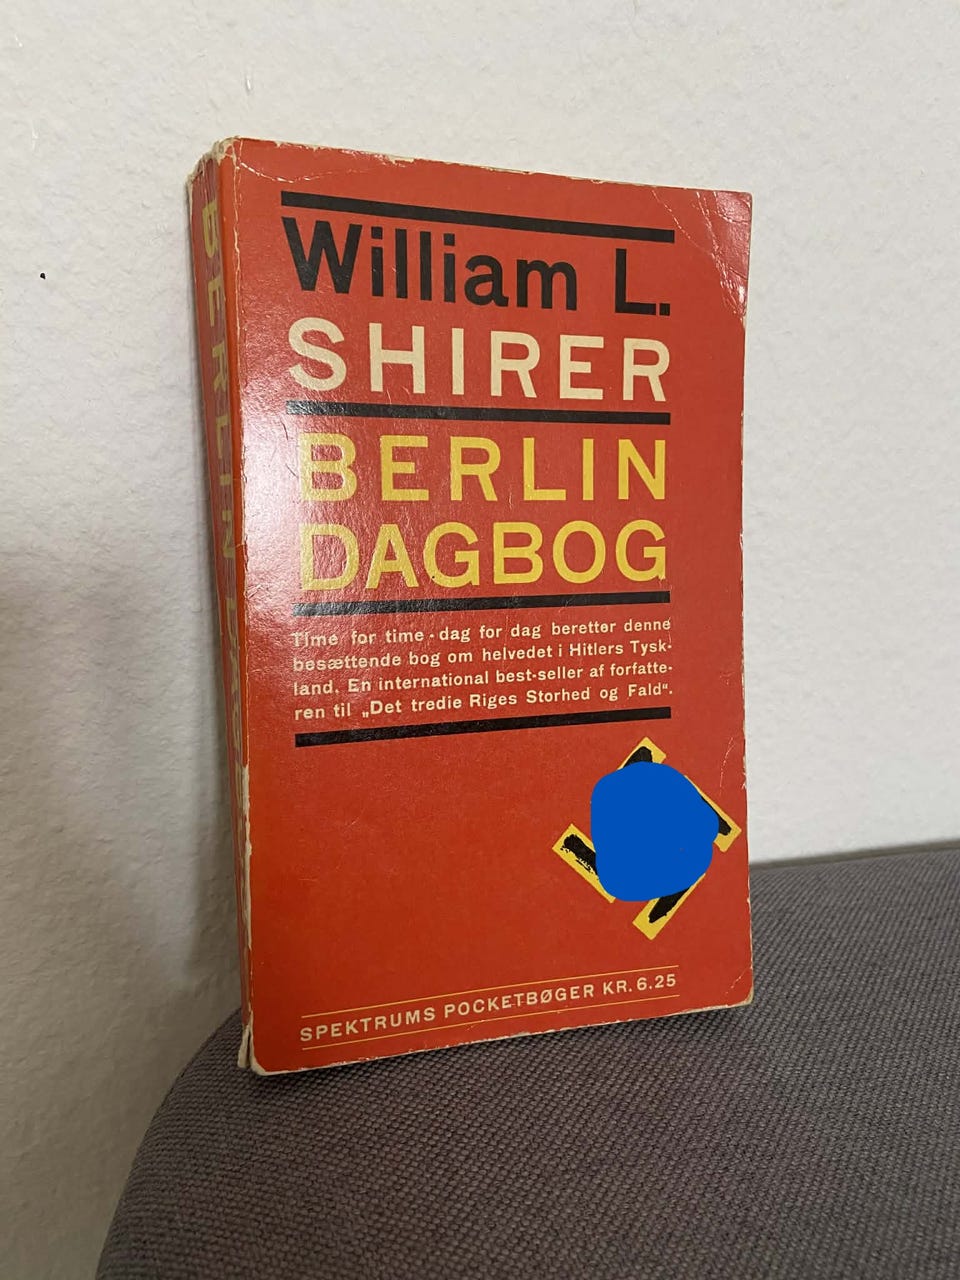 William L.
SHIRER
BERLIN
DAGBOG
Time for time · dag for dag beretter denne
besættende bog om helvedet i Hitlers Tysk-
land. En international best-seller af forfatte-
ren til „Det tredie Riges Storhed og Fald“.
SPEKTRUMS POCKETBØGER KR. 6.25
BERLIN